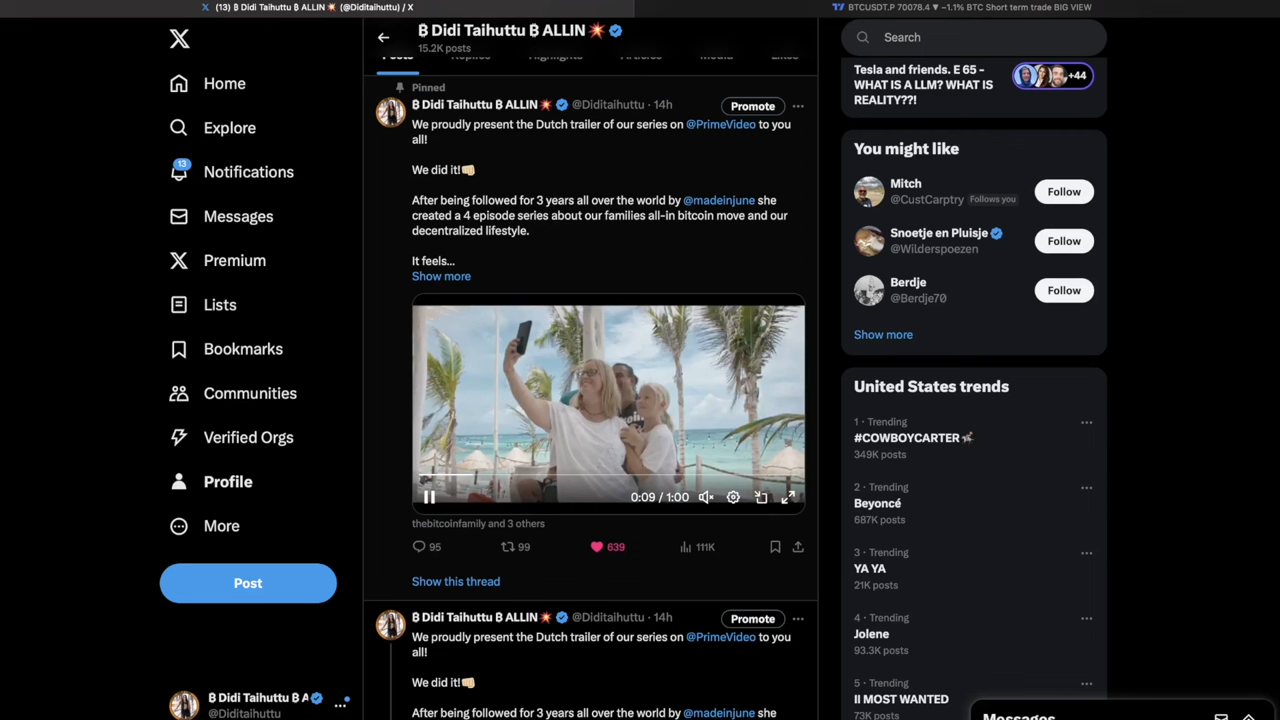 (13) ₿ Didi Taihuttu ₿ ALLIN💥 (@Diditaihuttu) / X
BTCUSDT.P 70078.4 ▼ −1.1% BTC Short term trade BIG VIEW
Home
Explore
13
Notifications
Messages
Premium
Lists
Bookmarks
Communities
Verified Orgs
Profile
More
Post
₿ Didi Taihuttu ₿ A
@Diditaihuttu
₿ Didi Taihuttu ₿ ALLIN💥
15.2K posts
Posts Replies Highlights Articles Media Likes
Pinned
₿ Didi Taihuttu ₿ ALLIN💥 @Diditaihuttu · 14h
Promote
We proudly present the Dutch trailer of our series on @PrimeVideo to you
all!
We did it!👊🏼
After being followed for 3 years all over the world by @madeinjune she
created a 4 episode series about our families all-in bitcoin move and our
decentralized lifestyle.
It feels...
Show more
0:09 / 1:00
thebitcoinfamily and 3 others
95 99 639 111K
Show this thread
₿ Didi Taihuttu ₿ ALLIN💥 @Diditaihuttu · 14h
Promote
We proudly present the Dutch trailer of our series on @PrimeVideo to you
all!
We did it!👊🏼
After being followed for 3 years all over the world by @madeinjune she
Search
Tesla and friends. E 65 -
WHAT IS A LLM? WHAT IS
REALITY??!
+44
You might like
Mitch
@CustCarptry Follows you
Follow
Snoetje en Pluisje
@Wilderspoezen
Follow
Berdje
@Berdje70
Follow
Show more
United States trends
1 · Trending
#COWBOYCARTER
349K posts
2 · Trending
Beyoncé
687K posts
3 · Trending
YA YA
21K posts
4 · Trending
Jolene
93.3K posts
5 · Trending
II MOST WANTED
73K posts
Messages